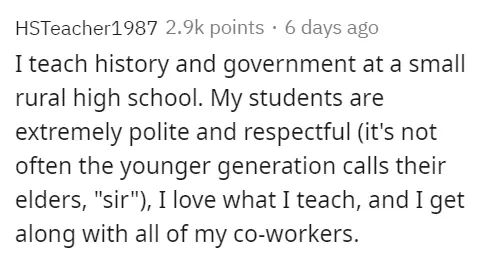 HSTeacher1987 2.9k points · 6 days ago
I teach history and government at a small
rural high school. My students are
extremely polite and respectful (it's not
often the younger generation calls their
elders, "sir"), I love what I teach, and I get
along with all of my co-workers.